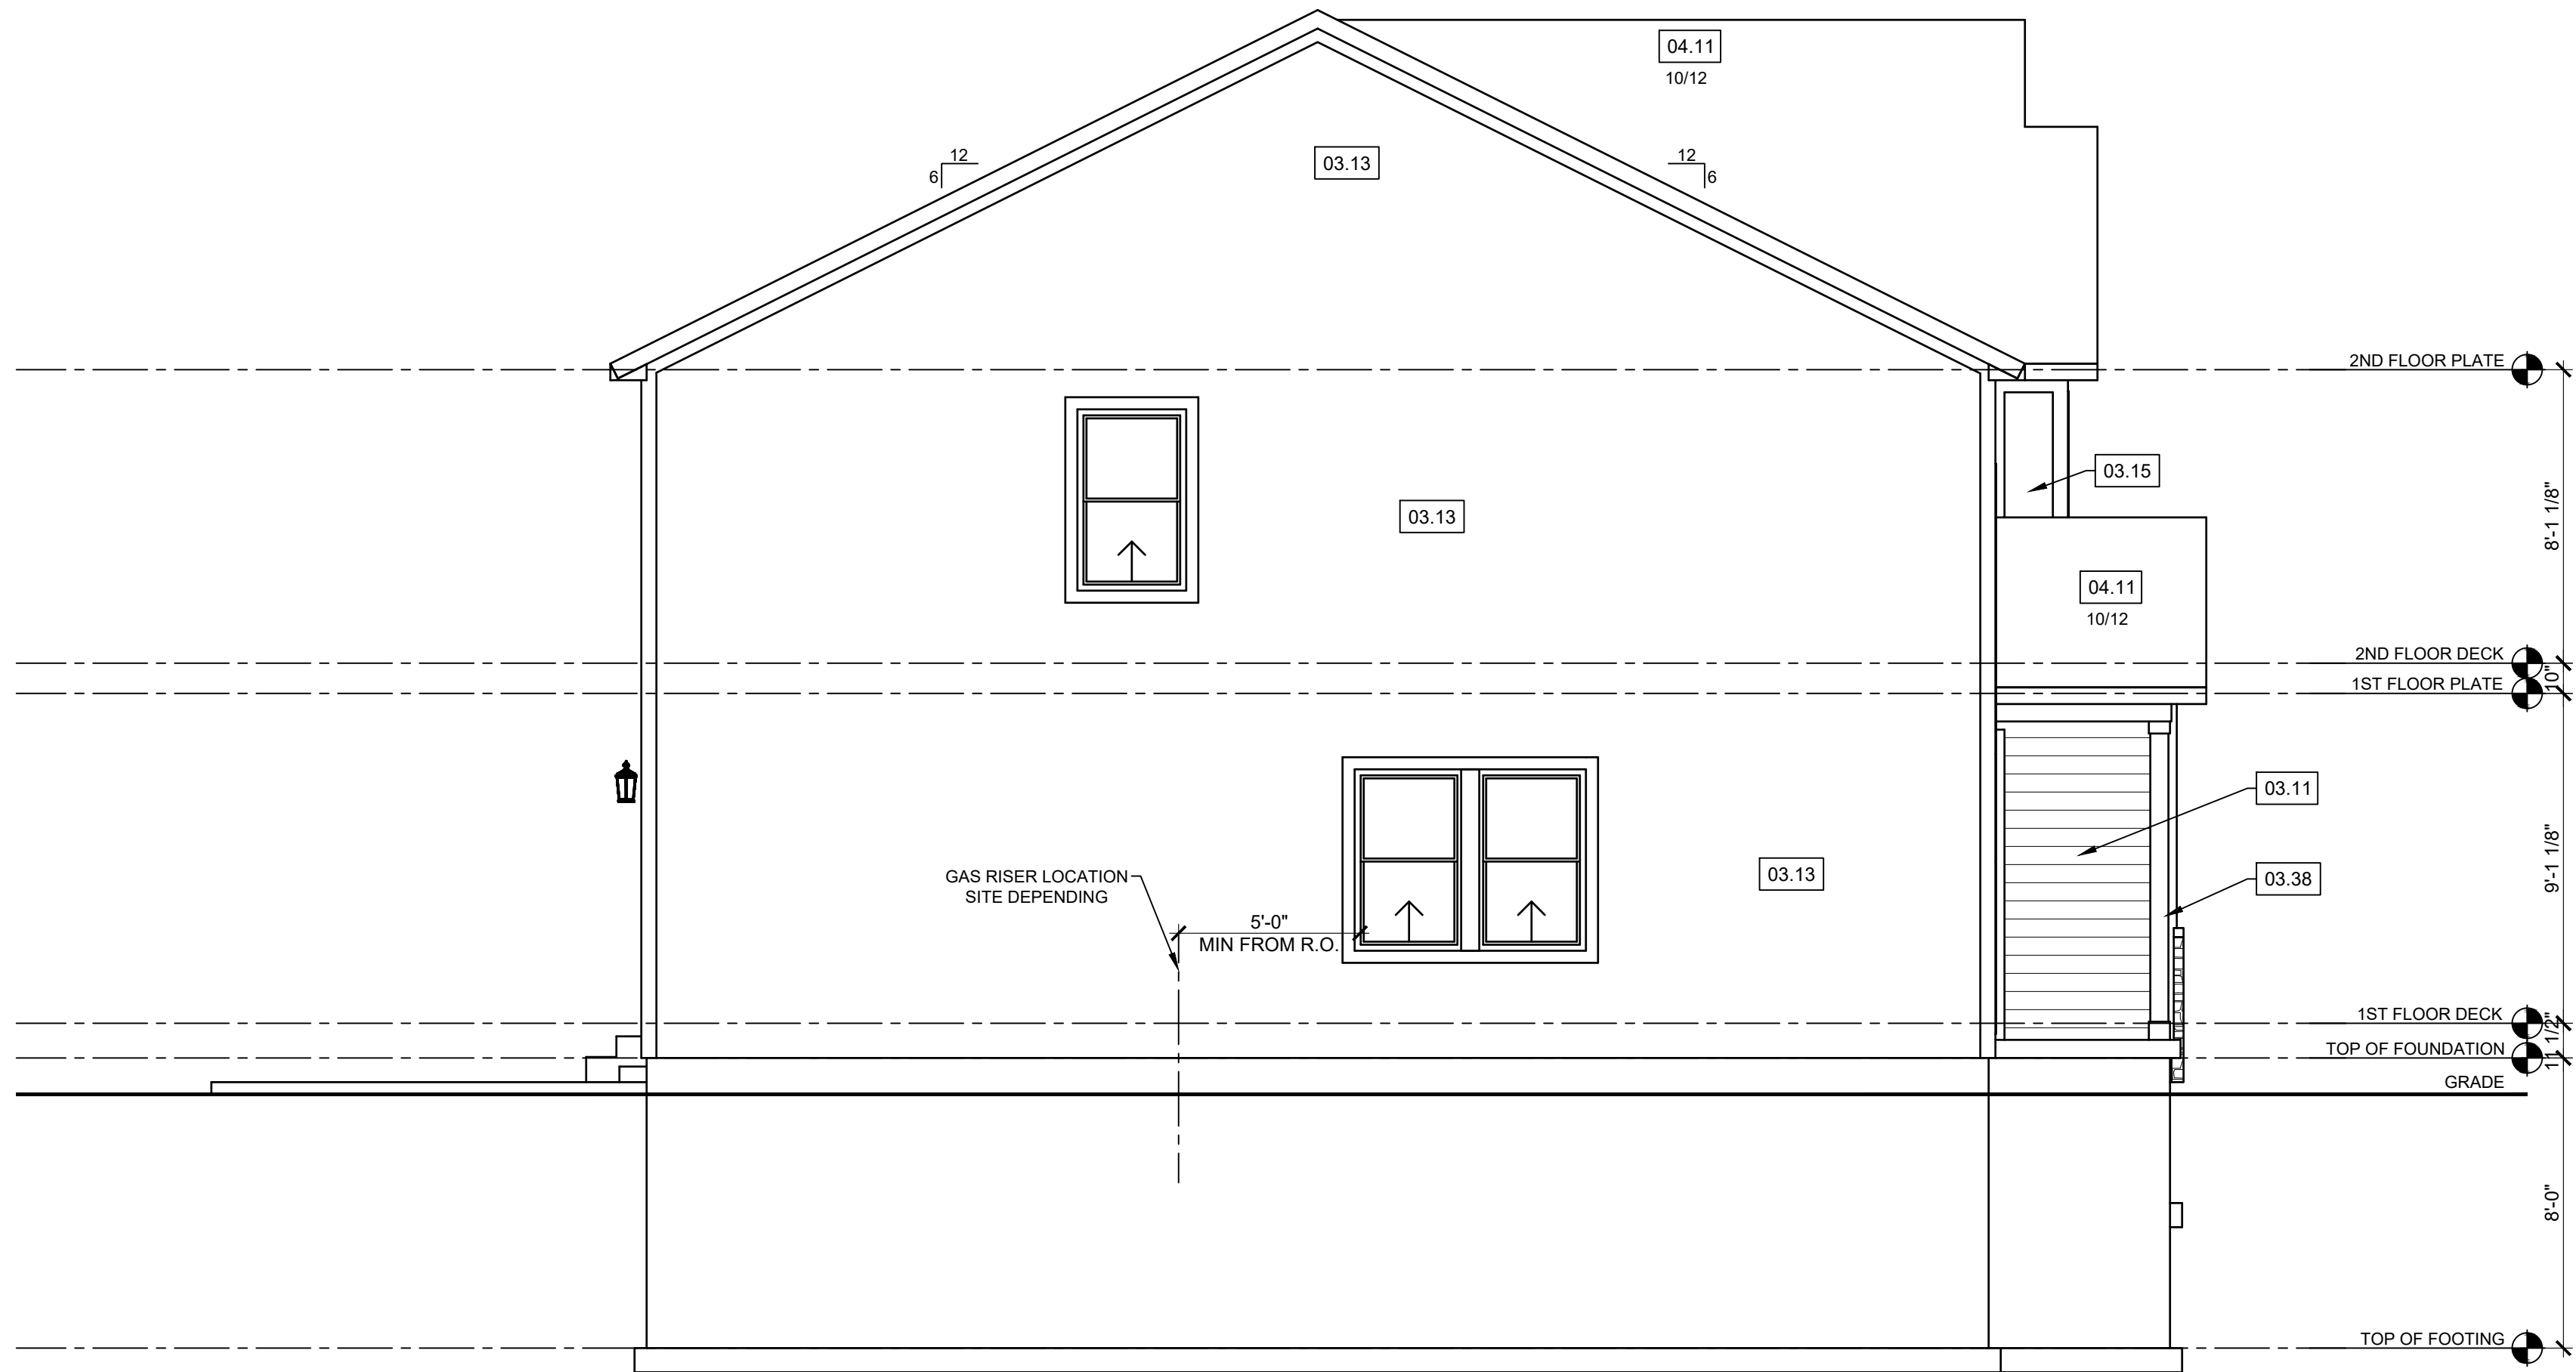 04.11
10/12
12
6
12
6
03.13
2ND FLOOR PLATE
03.15
03.13
8'-1 1/8"
04.11
10/12
2ND FLOOR DECK
10"
1ST FLOOR PLATE
03.11
03.13
03.38
9'-1 1/8"
GAS RISER LOCATION
SITE DEPENDING
5'-0"
MIN FROM R.O.
1ST FLOOR DECK
TOP OF FOUNDATION
GRADE
8'-0"
TOP OF FOOTING